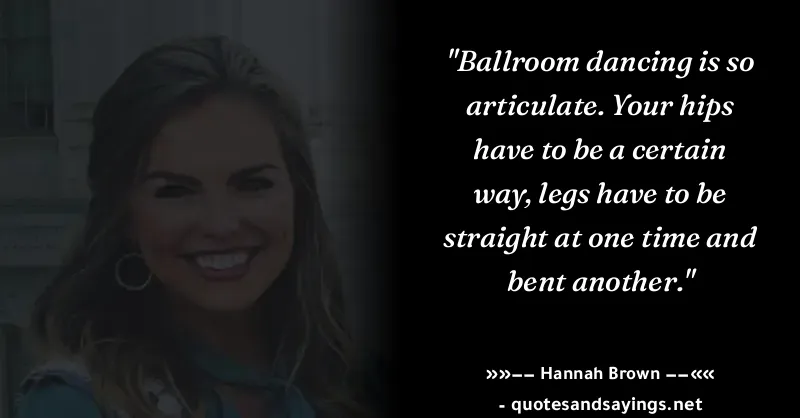 "Ballroom dancing is so
articulate. Your hips
have to be a certain
way, legs have to be
straight at one time and
bent another."
»»−− Hannah Brown −−««
- quotesandsayings.net